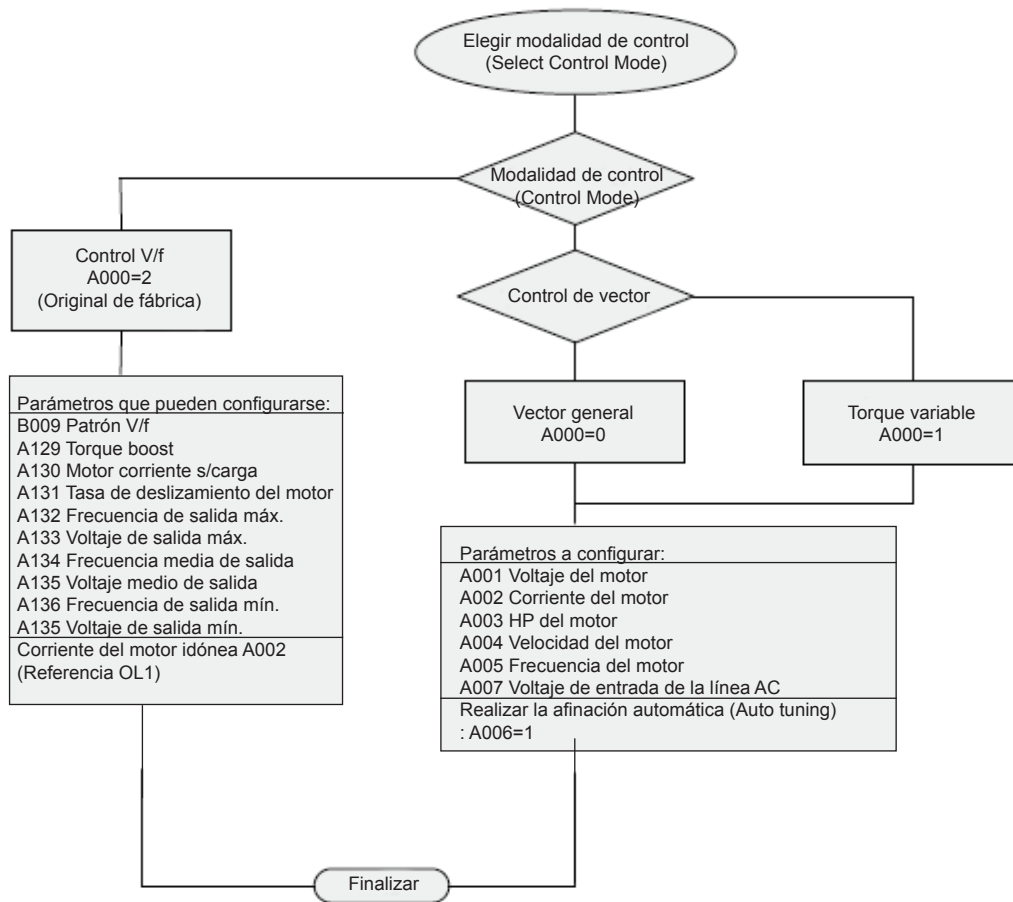 Elegir modalidad de control
(Select Control Mode)
Modalidad de control
(Control Mode)
Control V/f
A000=2
(Original de fábrica)
Control de vector
Vector general
A000=0
Torque variable
A000=1
Parámetros que pueden configurarse:
B009 Patrón V/f
A129 Torque boost
A130 Motor corriente s/carga
A131 Tasa de deslizamiento del motor
A132 Frecuencia de salida máx.
A133 Voltaje de salida máx.
A134 Frecuencia media de salida
A135 Voltaje medio de salida
A136 Frecuencia de salida mín.
A135 Voltaje de salida mín.
Corriente del motor idónea A002
(Referencia OL1)
Parámetros a configurar:
A001 Voltaje del motor
A002 Corriente del motor
A003 HP del motor
A004 Velocidad del motor
A005 Frecuencia del motor
A007 Voltaje de entrada de la línea AC
Realizar la afinación automática (Auto tuning)
: A006=1
Finalizar